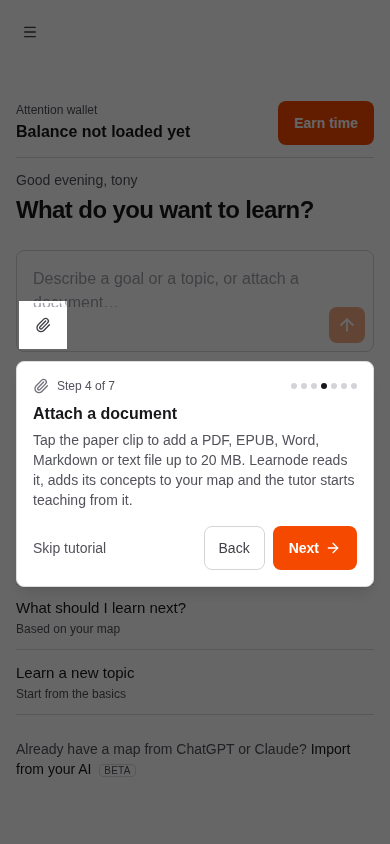 Attention wallet
Balance not loaded yet
Earn time
Good evening, tony
What do you want to learn?
Describe a goal or a topic, or attach a
document…
Step 4 of 7
Attach a document
Tap the paper clip to add a PDF, EPUB, Word,
Markdown or text file up to 20 MB. Learnode reads
it, adds its concepts to your map and the tutor starts
teaching from it.
Skip tutorial
Back
Next
What should I learn next?
Based on your map
Learn a new topic
Start from the basics
Already have a map from ChatGPT or Claude? Import
from your AI BETA